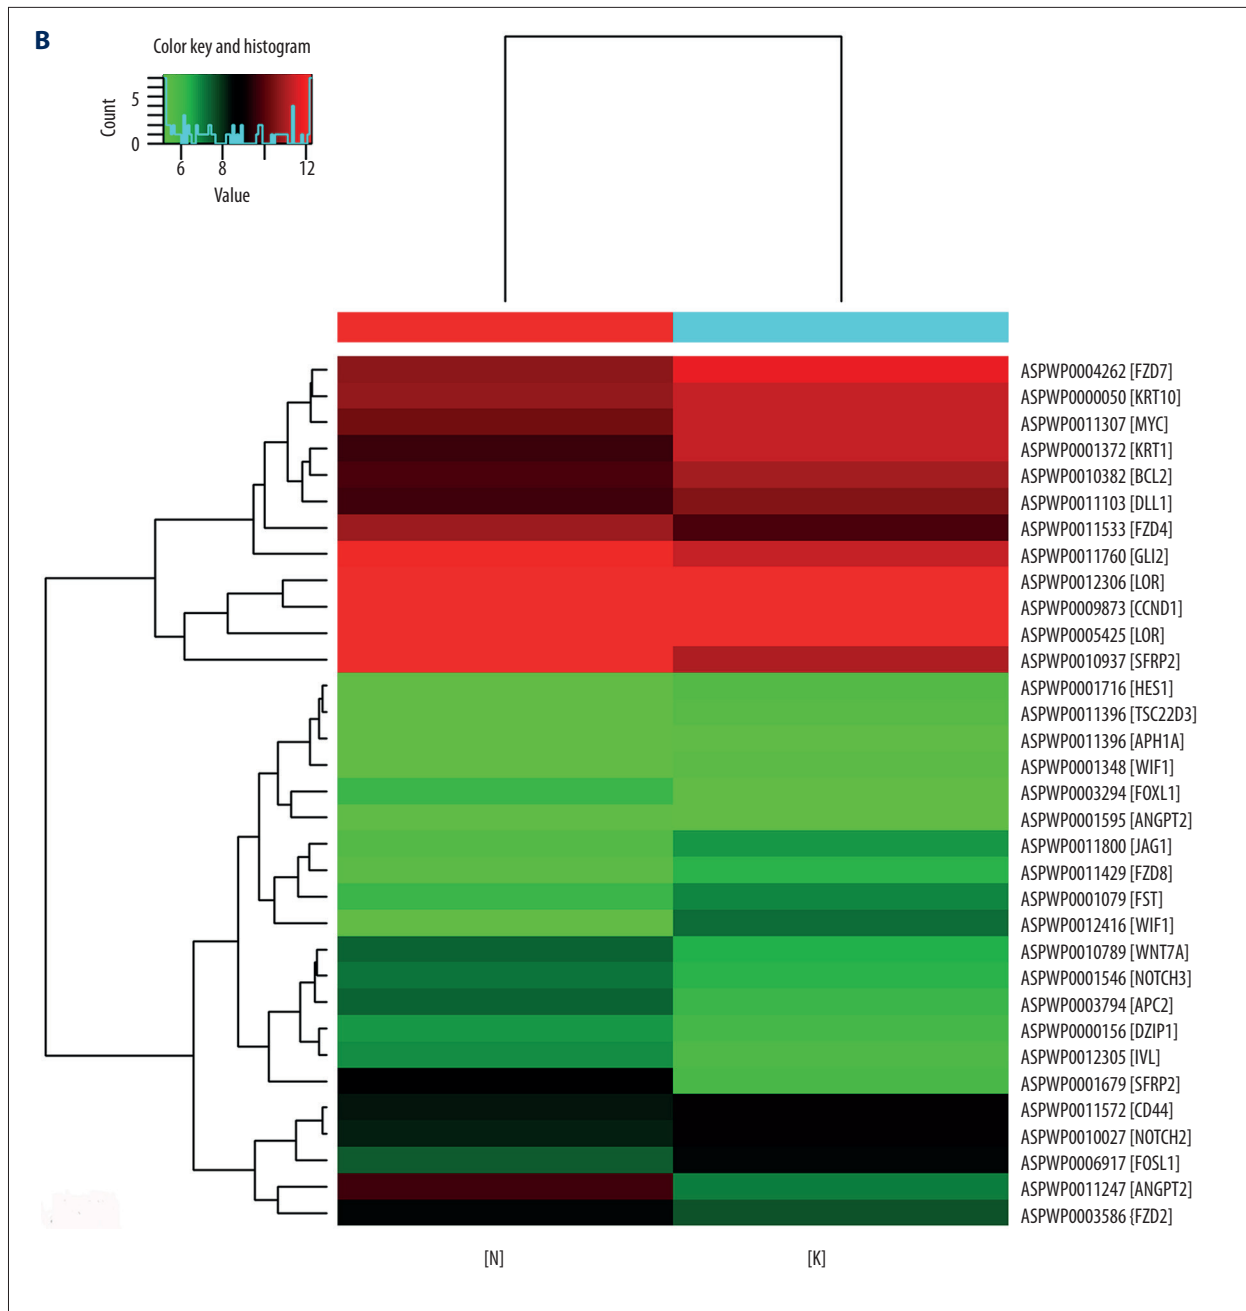 B
Color key and histogram
Count
5
0
6 8 12
Value
ASPWP0004262 [FZD7]
ASPWP0000050 [KRT10]
ASPWP0011307 [MYC]
ASPWP0001372 [KRT1]
ASPWP0010382 [BCL2]
ASPWP0011103 [DLL1]
ASPWP0011533 [FZD4]
ASPWP0011760 [GLI2]
ASPWP0012306 [LOR]
ASPWP0009873 [CCND1]
ASPWP0005425 [LOR]
ASPWP0010937 [SFRP2]
ASPWP0001716 [HES1]
ASPWP0011396 [TSC22D3]
ASPWP0011396 [APH1A]
ASPWP0001348 [WIF1]
ASPWP0003294 [FOXL1]
ASPWP0001595 [ANGPT2]
ASPWP0011800 [JAG1]
ASPWP0011429 [FZD8]
ASPWP0001079 [FST]
ASPWP0012416 [WIF1]
ASPWP0010789 [WNT7A]
ASPWP0001546 [NOTCH3]
ASPWP0003794 [APC2]
ASPWP0000156 [DZIP1]
ASPWP0012305 [IVL]
ASPWP0001679 [SFRP2]
ASPWP0011572 [CD44]
ASPWP0010027 [NOTCH2]
ASPWP0006917 [FOSL1]
ASPWP0011247 [ANGPT2]
ASPWP0003586 {FZD2]
[N] [K]